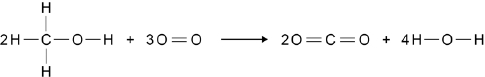 H
2H—C—O—H + 3O=O ⟶ 2O=C=O + 4H—O—H
H